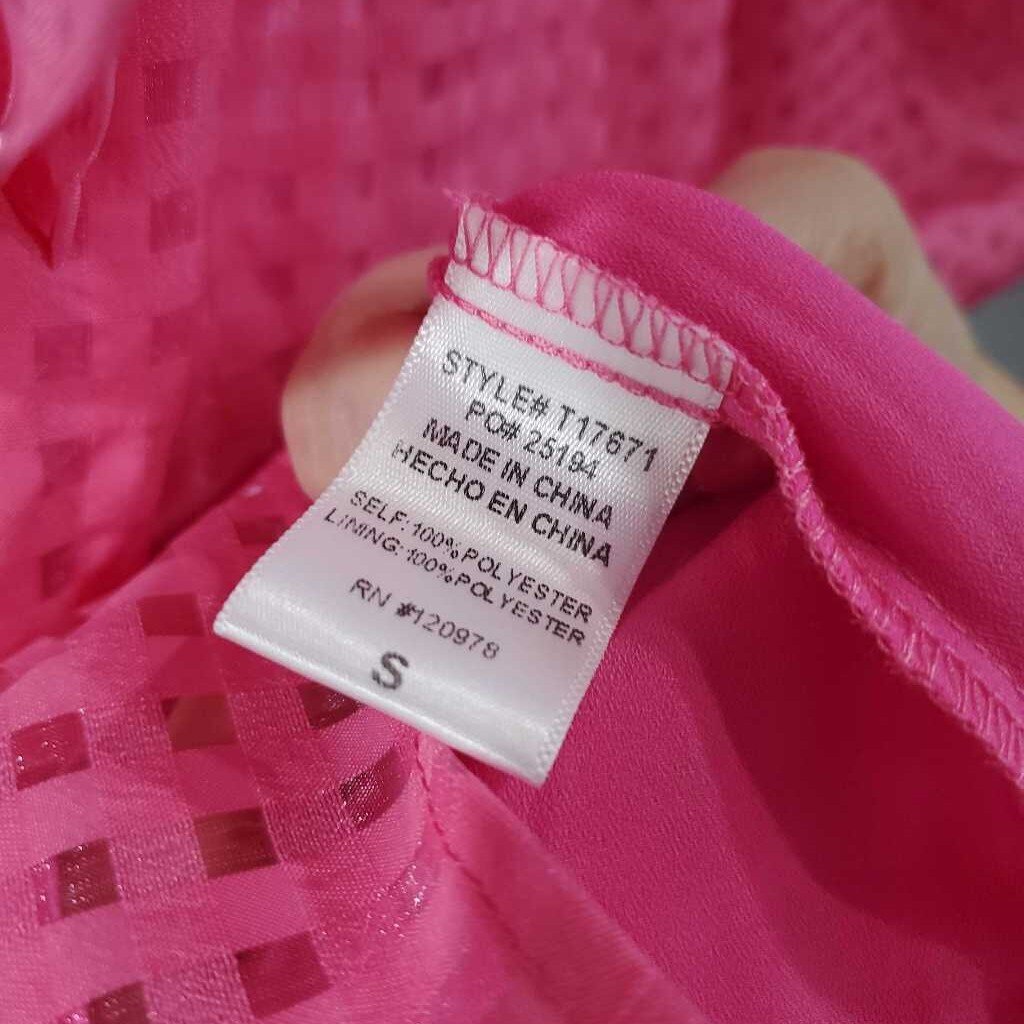 STYLE# T17671
PO# 25194
MADE IN CHINA
HECHO EN CHINA
SELF:100%POLYESTER
LINING:100%POLYESTER
RN #120978
S